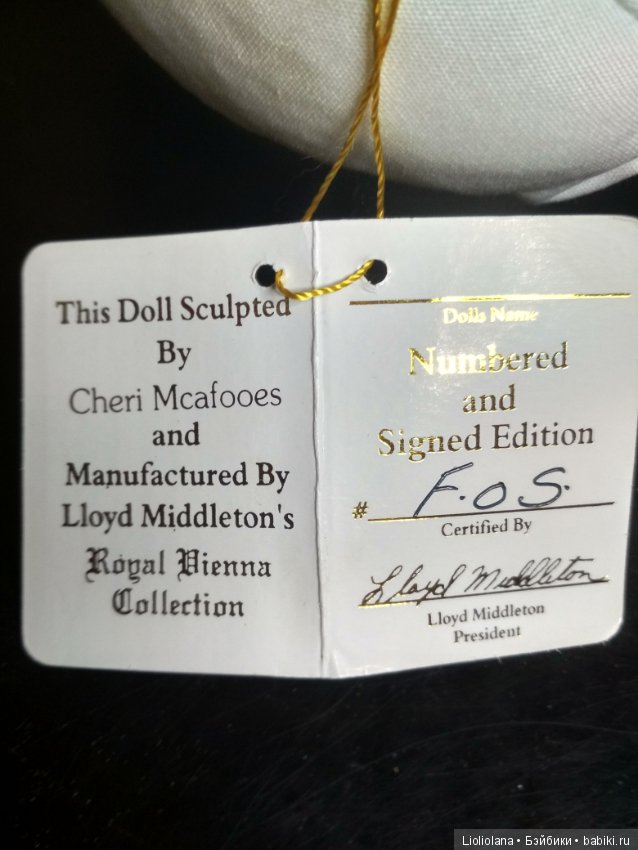 This Doll Sculpted
By
Cheri Mcafooes
and
Manufactured By
Lloyd Middleton's
Royal Vienna
Collection
Dolls Name
Numbered
and
Signed Edition
# F.O.S.
Certified By
Lloyd Middleton
Lloyd Middleton
President
Lioliolana • Бэйбики • babiki.ru